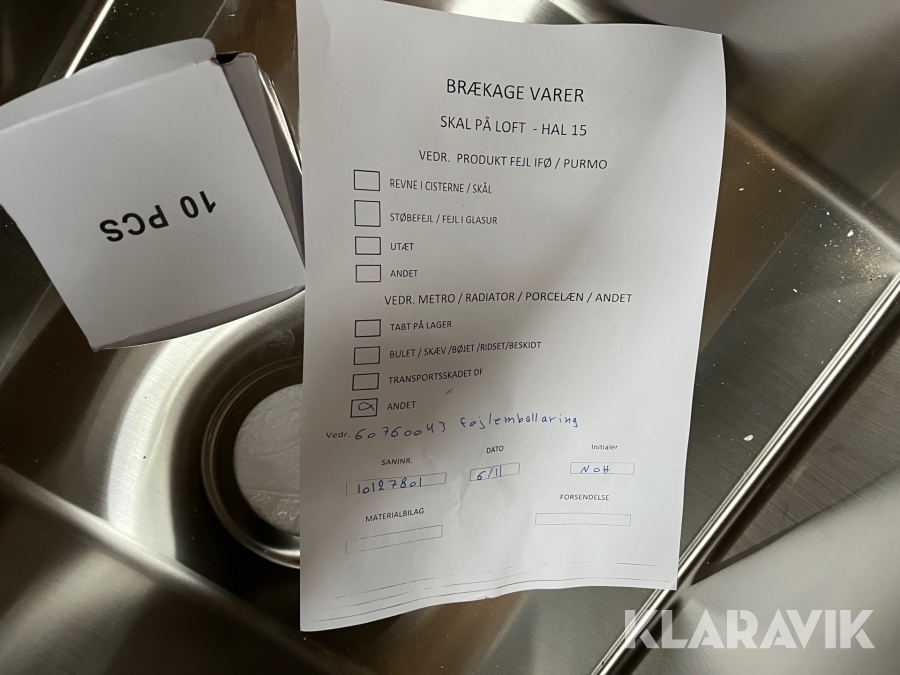 10 PCS
BRÆKAGE VARER
SKAL PÅ LOFT - HAL 15
VEDR. PRODUKT FEJL IFØ / PURMO
REVNE I CISTERNE / SKÅL
STØBEFEJL / FEJL I GLASUR
UTÆT
ANDET
VEDR. METRO / RADIATOR / PORCELÆN / ANDET
TABT PÅ LAGER
BULET / SKÆV /BØJET /RIDSET/BESKIDT
TRANSPORTSSKADET DF
ANDET
Vedr. 60760043 fejlemballaring
SANINR. DATO Initialer
10127801 6/11 NOH
MATERIALBILAG FORSENDELSE
KLARAVIK